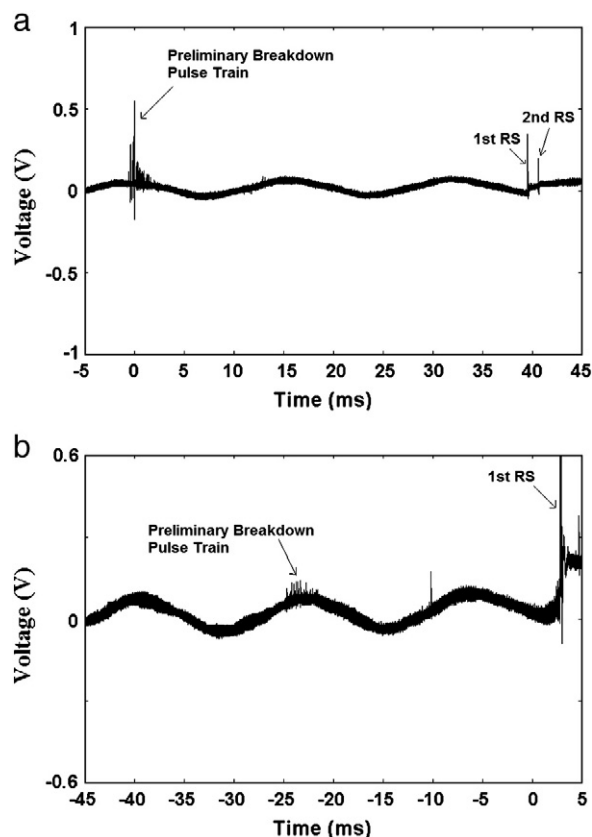 a
1
Preliminary Breakdown
Pulse Train
0.5
1st RS
2nd RS
0
Voltage (V)
-0.5
-1
-5 0 5 10 15 20 25 30 35 40 45
Time (ms)
b
0.6
1st RS
Preliminary Breakdown
Pulse Train
Voltage (V)
0
-0.6
-45 -40 -35 -30 -25 -20 -15 -10 -5 0 5
Time (ms)